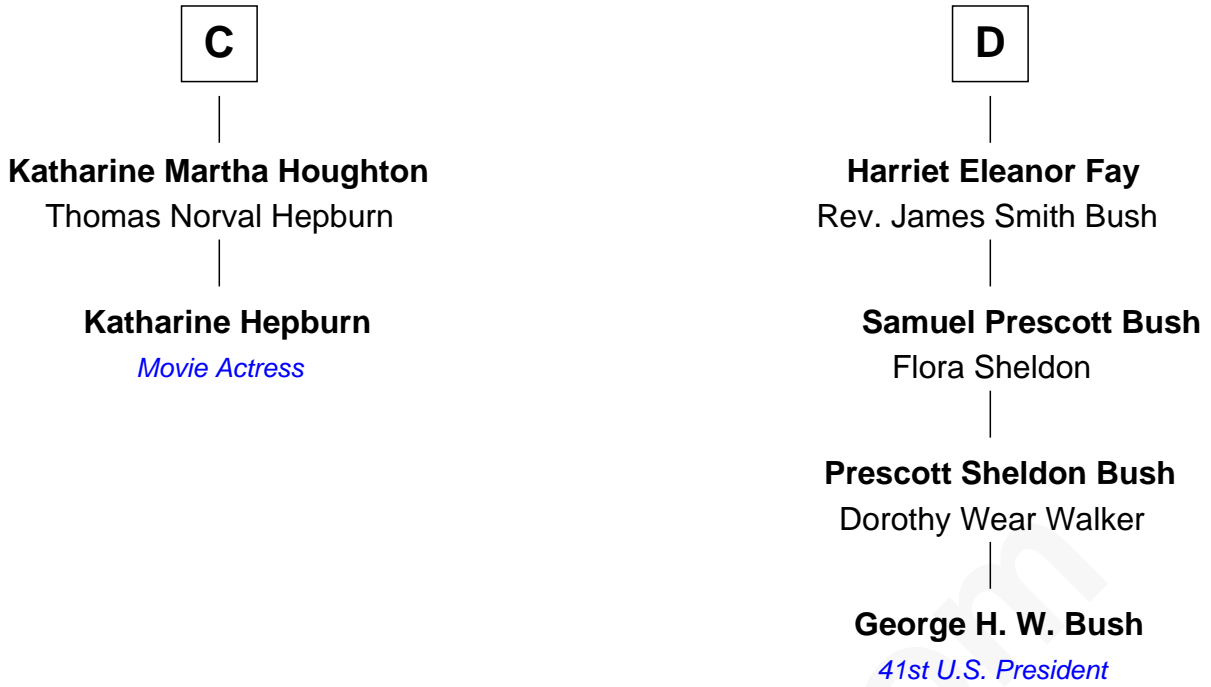 C
Katharine Martha Houghton
Thomas Norval Hepburn
Katharine Hepburn
Movie Actress
D
Harriet Eleanor Fay
Rev. James Smith Bush
Samuel Prescott Bush
Flora Sheldon
Prescott Sheldon Bush
Dorothy Wear Walker
George H. W. Bush
41st U.S. President